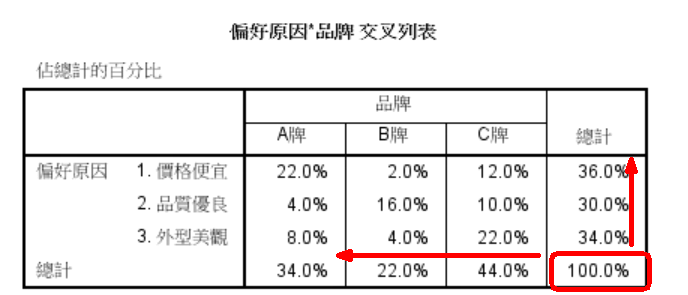 偏好原因*品牌 交叉列表
佔總計的百分比
品牌
A牌 B牌 C牌 總計
偏好原因 1. 價格便宜 22.0% 2.0% 12.0% 36.0%
2. 品質優良 4.0% 16.0% 10.0% 30.0%
3. 外型美觀 8.0% 4.0% 22.0% 34.0%
總計 34.0% 22.0% 44.0% 100.0%